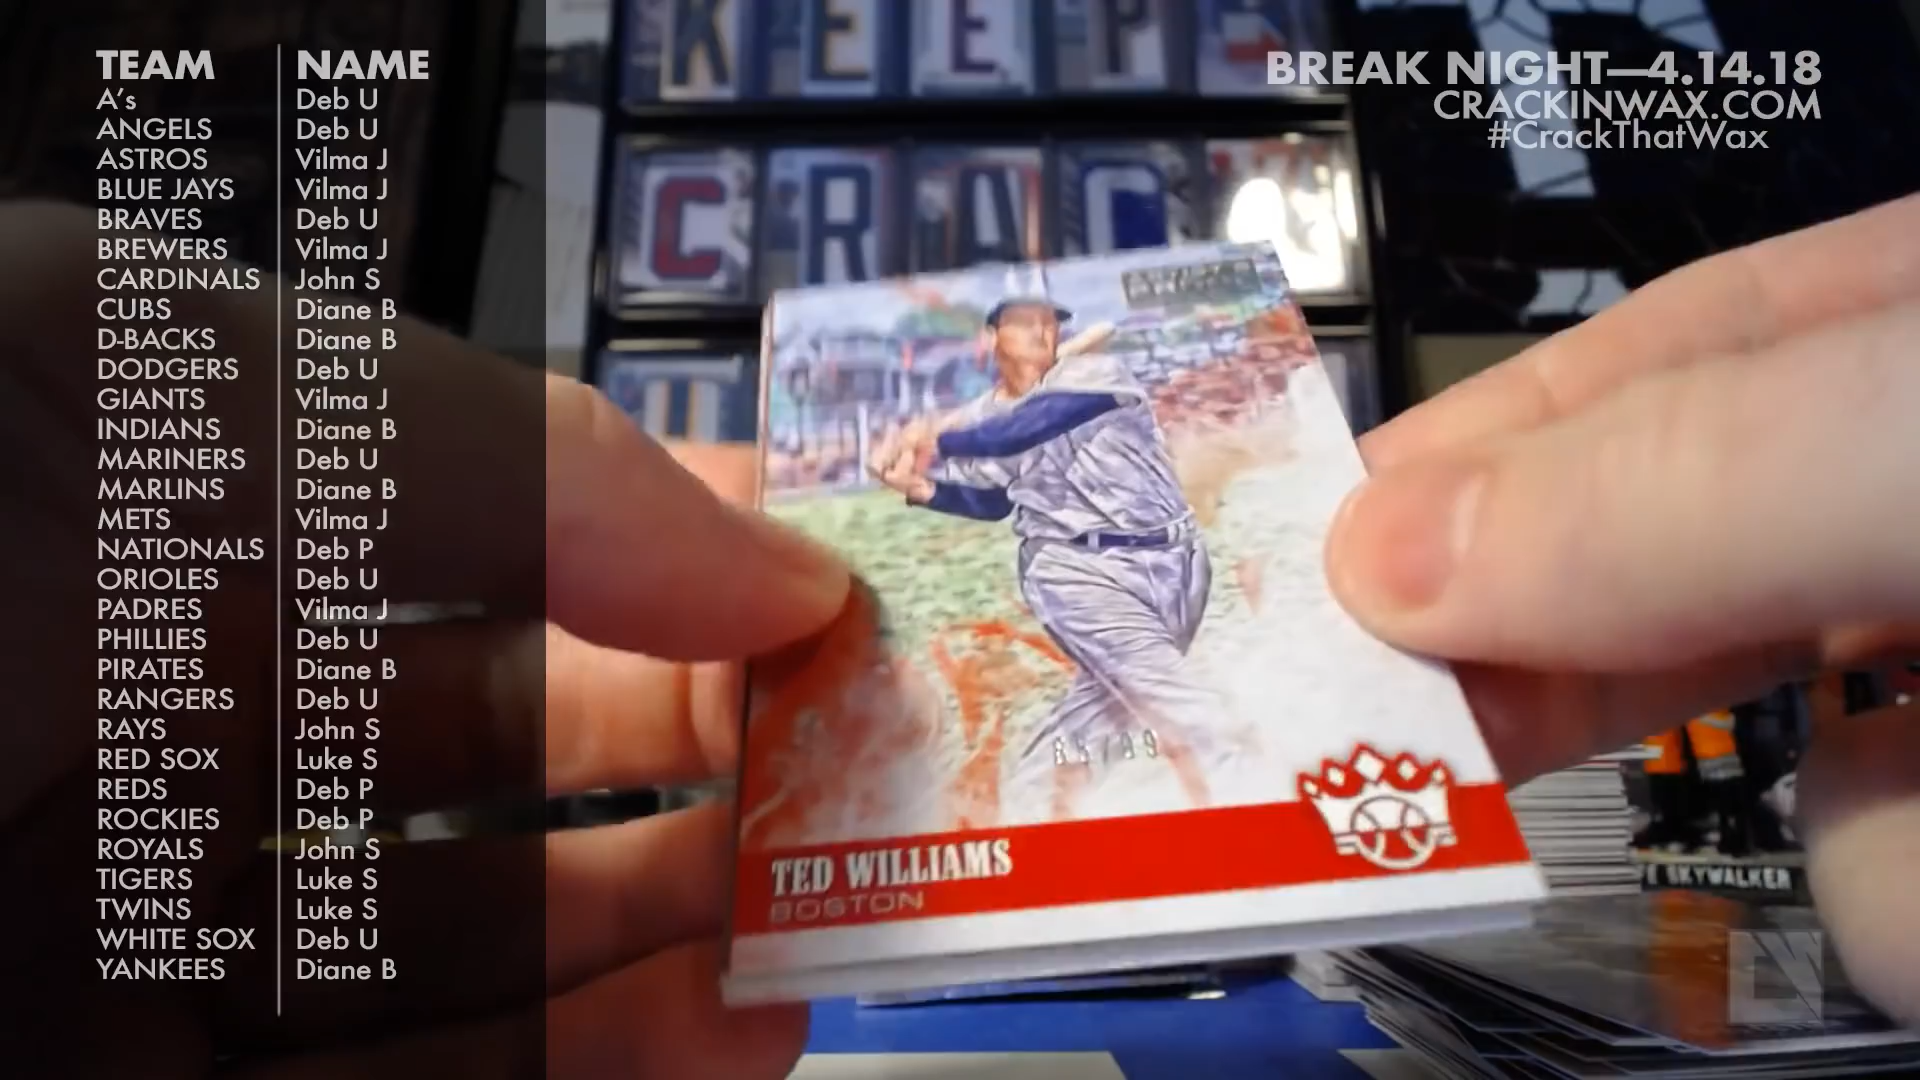 TEAM NAME
A's Deb U
ANGELS Deb U
ASTROS Vilma J
BLUE JAYS Vilma J
BRAVES Deb U
BREWERS Vilma J
CARDINALS John S
CUBS Diane B
D-BACKS Diane B
DODGERS Deb U
GIANTS Vilma J
INDIANS Diane B
MARINERS Deb U
MARLINS Diane B
METS Vilma J
NATIONALS Deb P
ORIOLES Deb U
PADRES Vilma J
PHILLIES Deb U
PIRATES Diane B
RANGERS Deb U
RAYS John S
RED SOX Luke S
REDS Deb P
ROCKIES Deb P
ROYALS John S
TIGERS Luke S
TWINS Luke S
WHITE SOX Deb U
YANKEES Diane B
BREAK NIGHT—4.14.18
CRACKINWAX.COM
#CrackThatWax
KEEP
CRAC
TED WILLIAMS
BOSTON
SKYWALKER